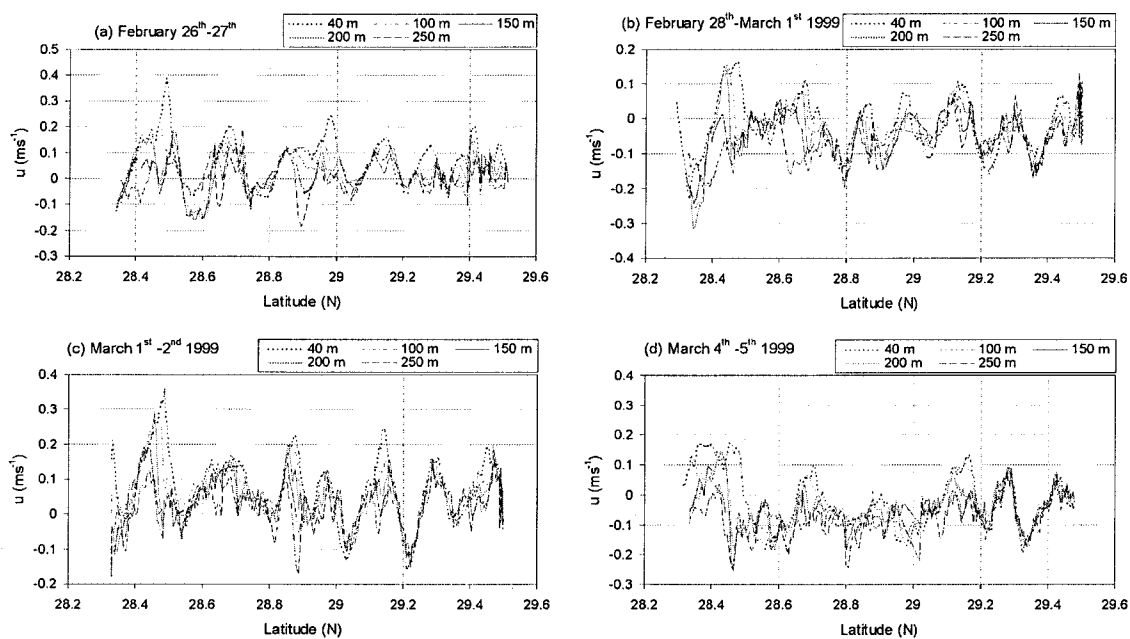 (a) February 26th-27th
40 m 100 m 150 m
200 m 250 m
0.5
0.4
0.3
0.2
0.1
0
-0.1
-0.2
-0.3
u (ms-1)
28.2 28.4 28.6 28.8 29 29.2 29.4 29.6
Latitude (N)
(b) February 28th-March 1st 1999
40 m 100 m 150 m
200 m 250 m
0.2
0.1
0
-0.1
-0.2
-0.3
-0.4
u (ms-1)
28.2 28.4 28.6 28.8 29 29.2 29.4 29.6
Latitude (N)
(c) March 1st -2nd 1999
40 m 100 m 150 m
200 m 250 m
0.4
0.3
0.2
0.1
0
-0.1
-0.2
u (ms-1)
28.2 28.4 28.6 28.8 29 29.2 29.4 29.6
Latitude (N)
(d) March 4th -5th 1999
40 m 100 m 150 m
200 m 250 m
0.4
0.3
0.2
0.1
0
-0.1
-0.2
-0.3
u (ms-1)
28.2 28.4 28.6 28.8 29 29.2 29.4 29.6
Latitude (N)